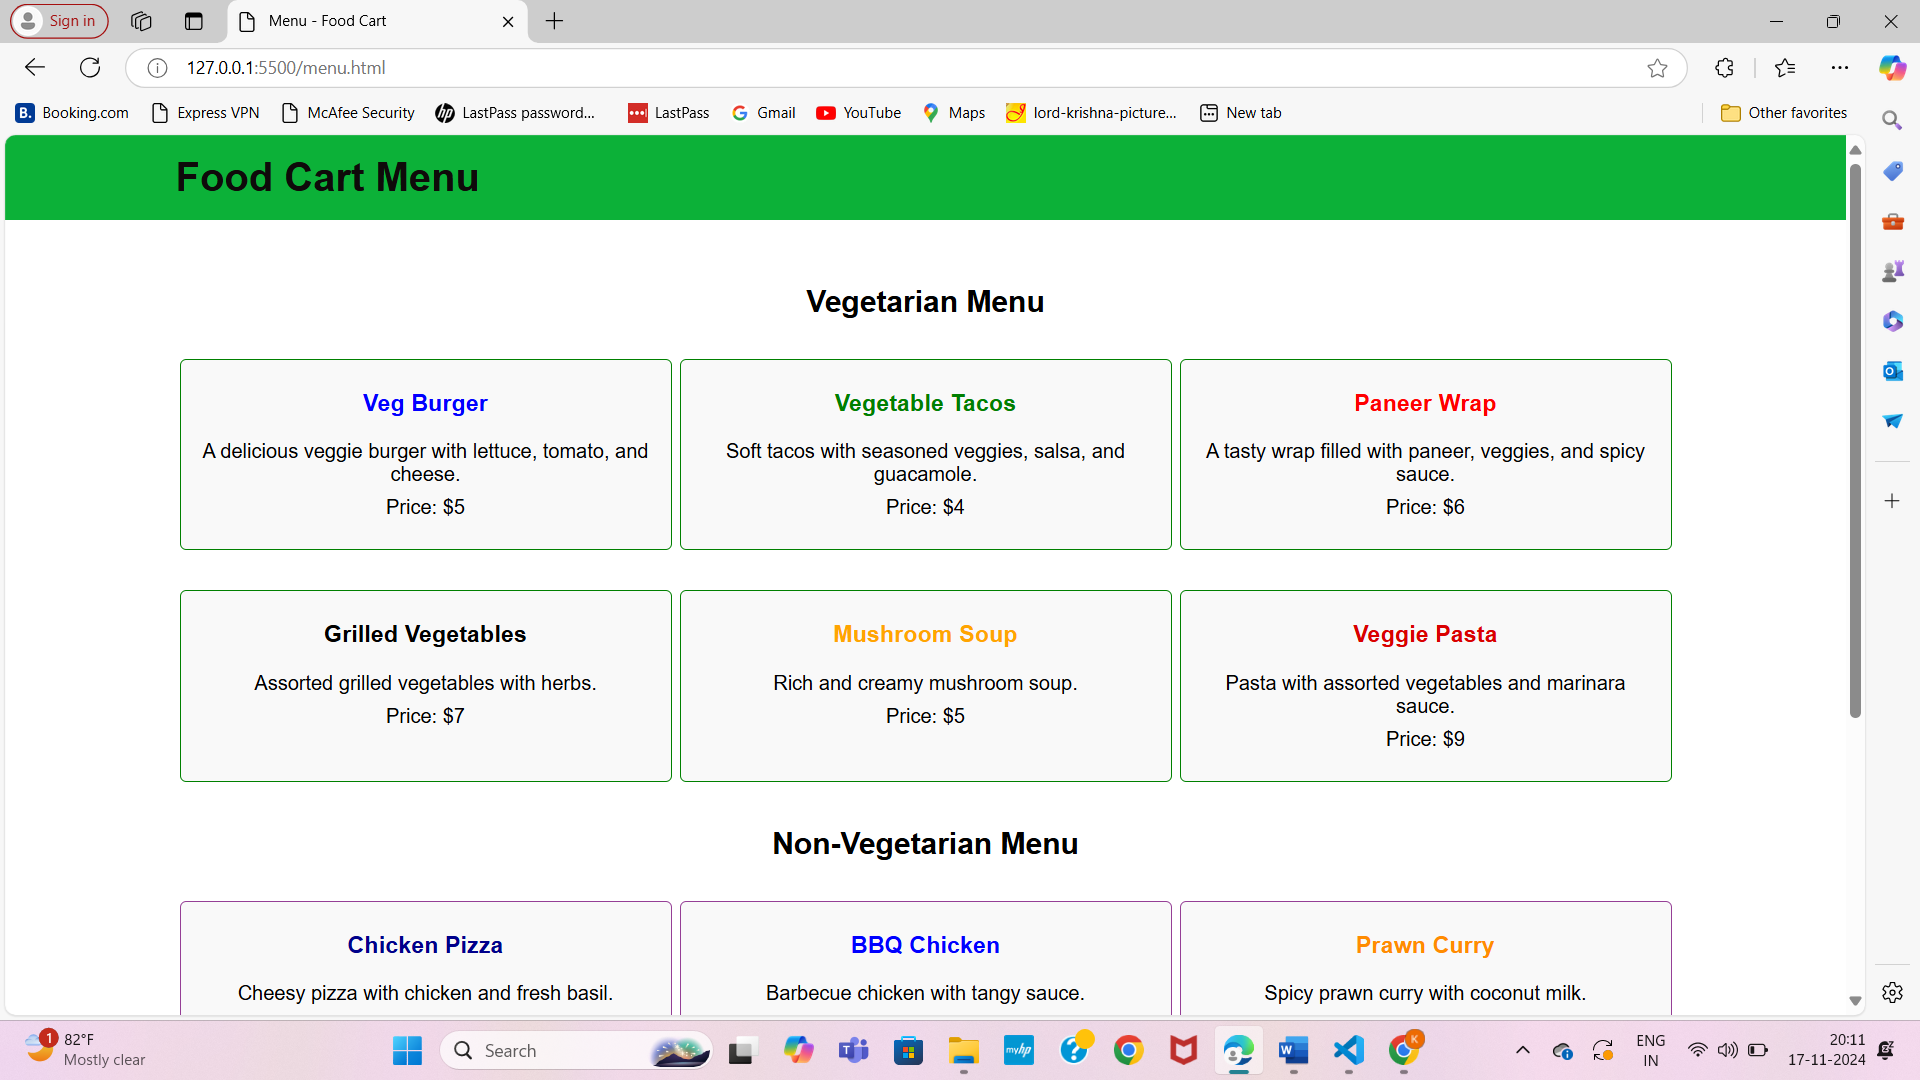 Sign in
Menu - Food Cart
127.0.0.1:5500/menu.html
B. Booking.com
Express VPN
McAfee Security
hp LastPass password...
LastPass
Gmail
YouTube
Maps
lord-krishna-picture...
New tab
Other favorites
Food Cart Menu
Vegetarian Menu
Veg Burger
A delicious veggie burger with lettuce, tomato, and
cheese.
Price: $5
Vegetable Tacos
Soft tacos with seasoned veggies, salsa, and
guacamole.
Price: $4
Paneer Wrap
A tasty wrap filled with paneer, veggies, and spicy
sauce.
Price: $6
Grilled Vegetables
Assorted grilled vegetables with herbs.
Price: $7
Mushroom Soup
Rich and creamy mushroom soup.
Price: $5
Veggie Pasta
Pasta with assorted vegetables and marinara
sauce.
Price: $9
Non-Vegetarian Menu
Chicken Pizza
Cheesy pizza with chicken and fresh basil.
BBQ Chicken
Barbecue chicken with tangy sauce.
Prawn Curry
Spicy prawn curry with coconut milk.
1
82°F
Mostly clear
Search
myhp
K
ENG
IN
20:11
17-11-2024